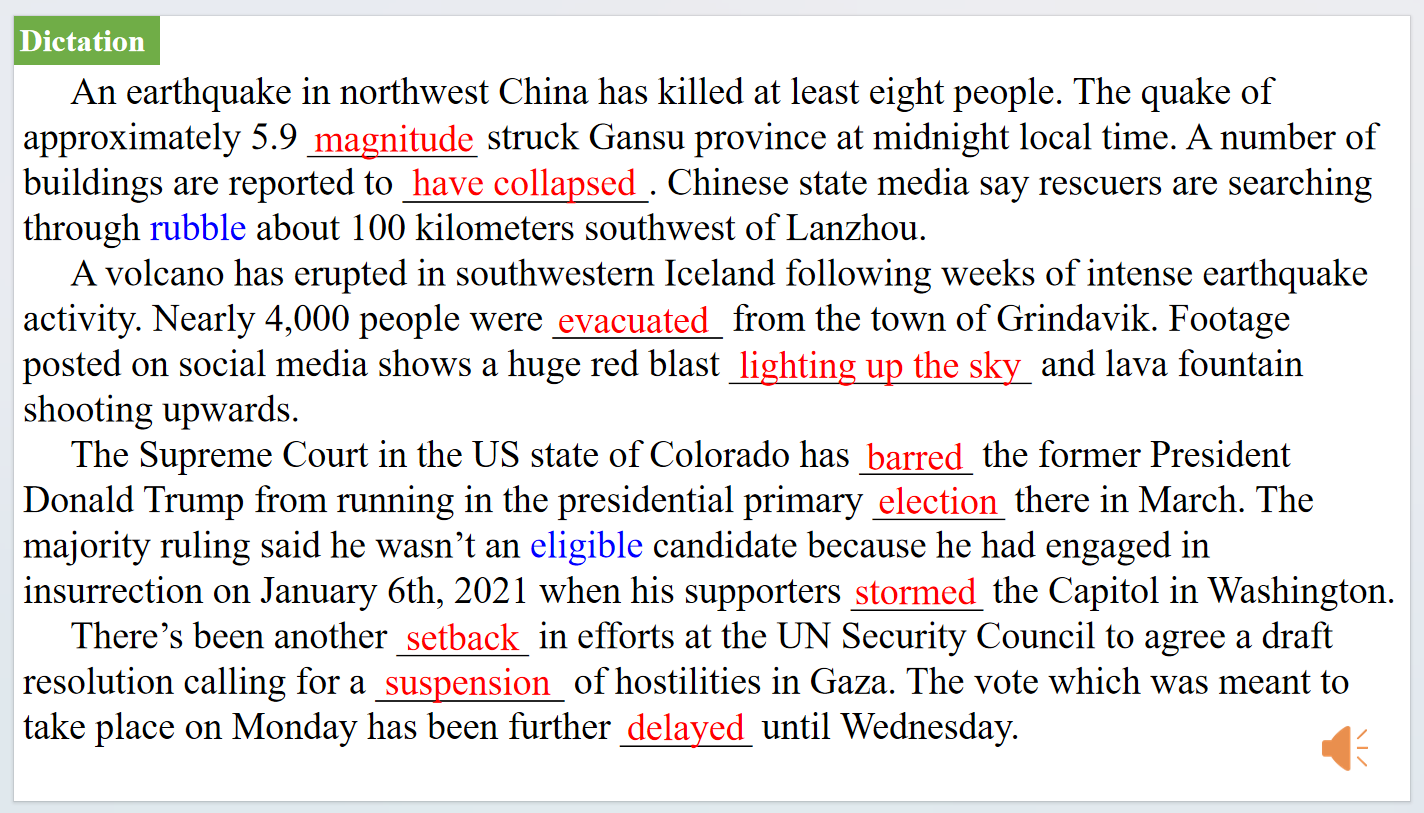 Dictation
An earthquake in northwest China has killed at least eight people. The quake of
approximately 5.9 magnitude struck Gansu province at midnight local time. A number of
buildings are reported to have collapsed . Chinese state media say rescuers are searching
through rubble about 100 kilometers southwest of Lanzhou.
A volcano has erupted in southwestern Iceland following weeks of intense earthquake
activity. Nearly 4,000 people were evacuated from the town of Grindavik. Footage
posted on social media shows a huge red blast lighting up the sky and lava fountain
shooting upwards.
The Supreme Court in the US state of Colorado has barred the former President
Donald Trump from running in the presidential primary election there in March. The
majority ruling said he wasn’t an eligible candidate because he had engaged in
insurrection on January 6th, 2021 when his supporters stormed the Capitol in Washington.
There’s been another setback in efforts at the UN Security Council to agree a draft
resolution calling for a suspension of hostilities in Gaza. The vote which was meant to
take place on Monday has been further delayed until Wednesday.